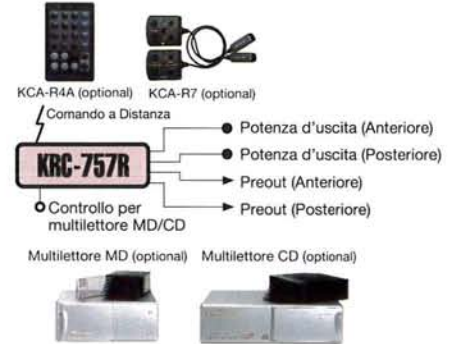 KCA-R4A (optional) KCA-R7 (optional)
Comando a Distanza
KRC-757R
Potenza d'uscita (Anteriore)
Potenza d'uscita (Posteriore)
Preout (Anteriore)
Preout (Posteriore)
Controllo per
multilettore MD/CD
Multilettore MD (optional) Multilettore CD (optional)